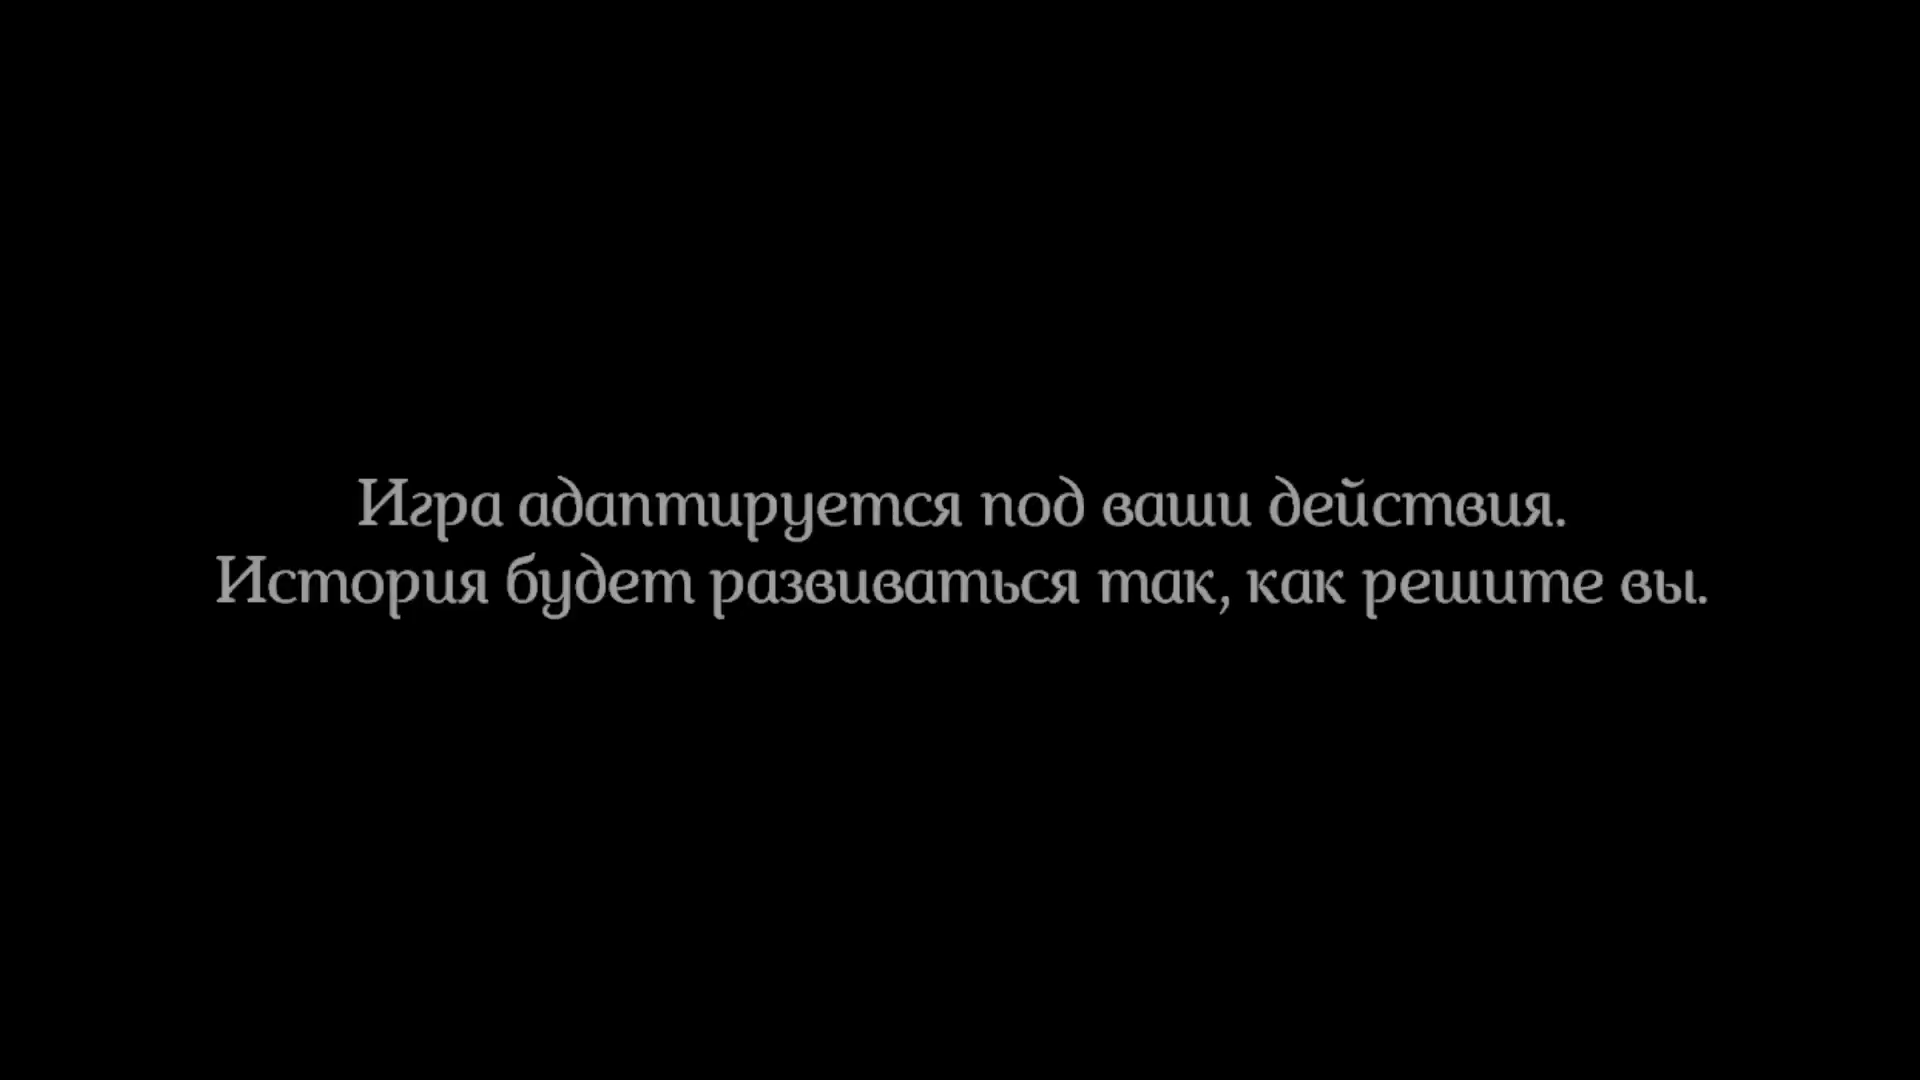 Игра адаптируется под ваши действия.
История будет развиваться так, как решите вы.